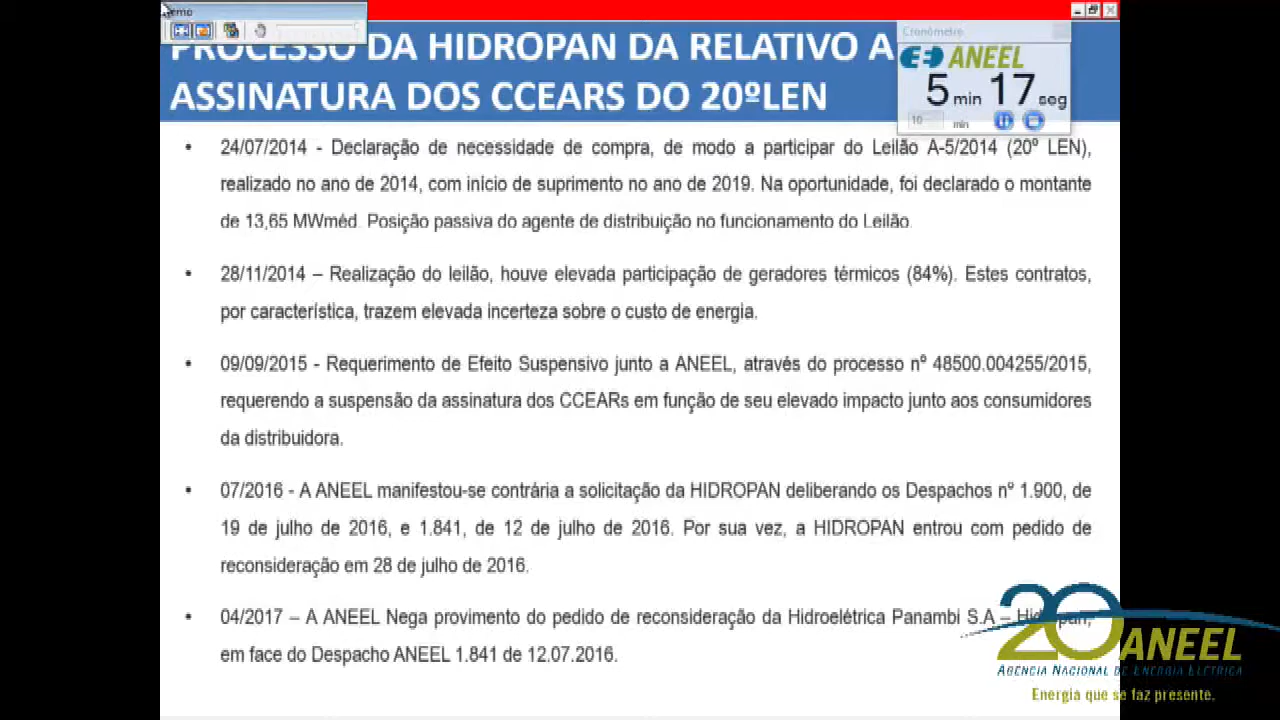 PROCESSO DA HIDROPAN DA RELATIVO A
ASSINATURA DOS CCEARS DO 20ºLEN
Cronômetro
ANEEL
5 min 17 seg
10 min
• 24/07/2014 - Declaração de necessidade de compra, de modo a participar do Leilão A-5/2014 (20º LEN),
realizado no ano de 2014, com início de suprimento no ano de 2019. Na oportunidade, foi declarado o montante
de 13,65 MWméd. Posição passiva do agente de distribuição no funcionamento do Leilão.
• 28/11/2014 – Realização do leilão, houve elevada participação de geradores térmicos (84%). Estes contratos,
por característica, trazem elevada incerteza sobre o custo de energia.
• 09/09/2015 - Requerimento de Efeito Suspensivo junto a ANEEL, através do processo nº 48500.004255/2015,
requerendo a suspensão da assinatura dos CCEARs em função de seu elevado impacto junto aos consumidores
da distribuidora.
• 07/2016 - A ANEEL manifestou-se contrária a solicitação da HIDROPAN deliberando os Despachos nº 1.900, de
19 de julho de 2016, e 1.841, de 12 de julho de 2016. Por sua vez, a HIDROPAN entrou com pedido de
reconsideração em 28 de julho de 2016.
• 04/2017 – A ANEEL Nega provimento do pedido de reconsideração da Hidroelétrica Panambi S.A – Hidropan,
em face do Despacho ANEEL 1.841 de 12.07.2016.
20 ANEEL
AGÊNCIA NACIONAL DE ENERGIA ELÉTRICA
Energia que se faz presente.